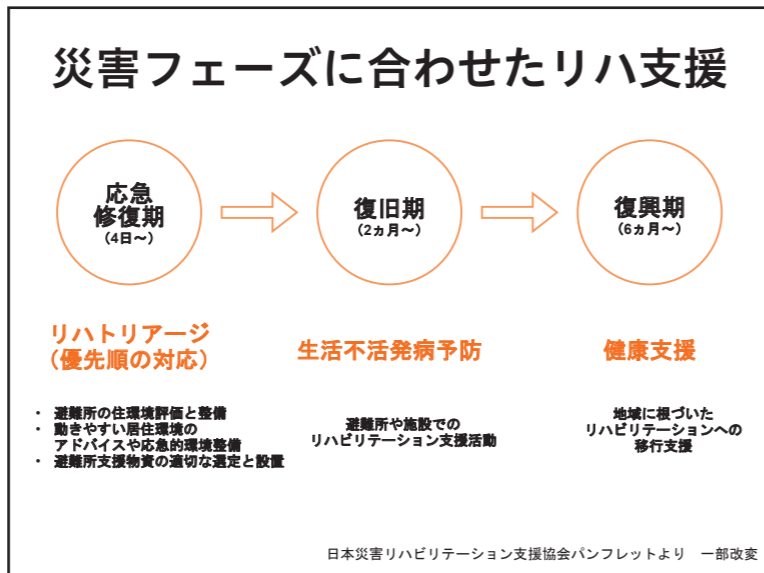 災害フェーズに合わせたリハ支援
応急
修復期
(4日〜)
復旧期
(2ヵ月〜)
復興期
(6ヵ月〜)
リハトリアージ
(優先順の対応)
生活不活発病予防
健康支援
・ 避難所の住環境評価と整備
・ 動きやすい居住環境の
アドバイスや応急的環境整備
・ 避難所支援物資の適切な選定と設置
避難所や施設での
リハビリテーション支援活動
地域に根づいた
リハビリテーションへの
移行支援
日本災害リハビリテーション支援協会パンフレットより 一部改変